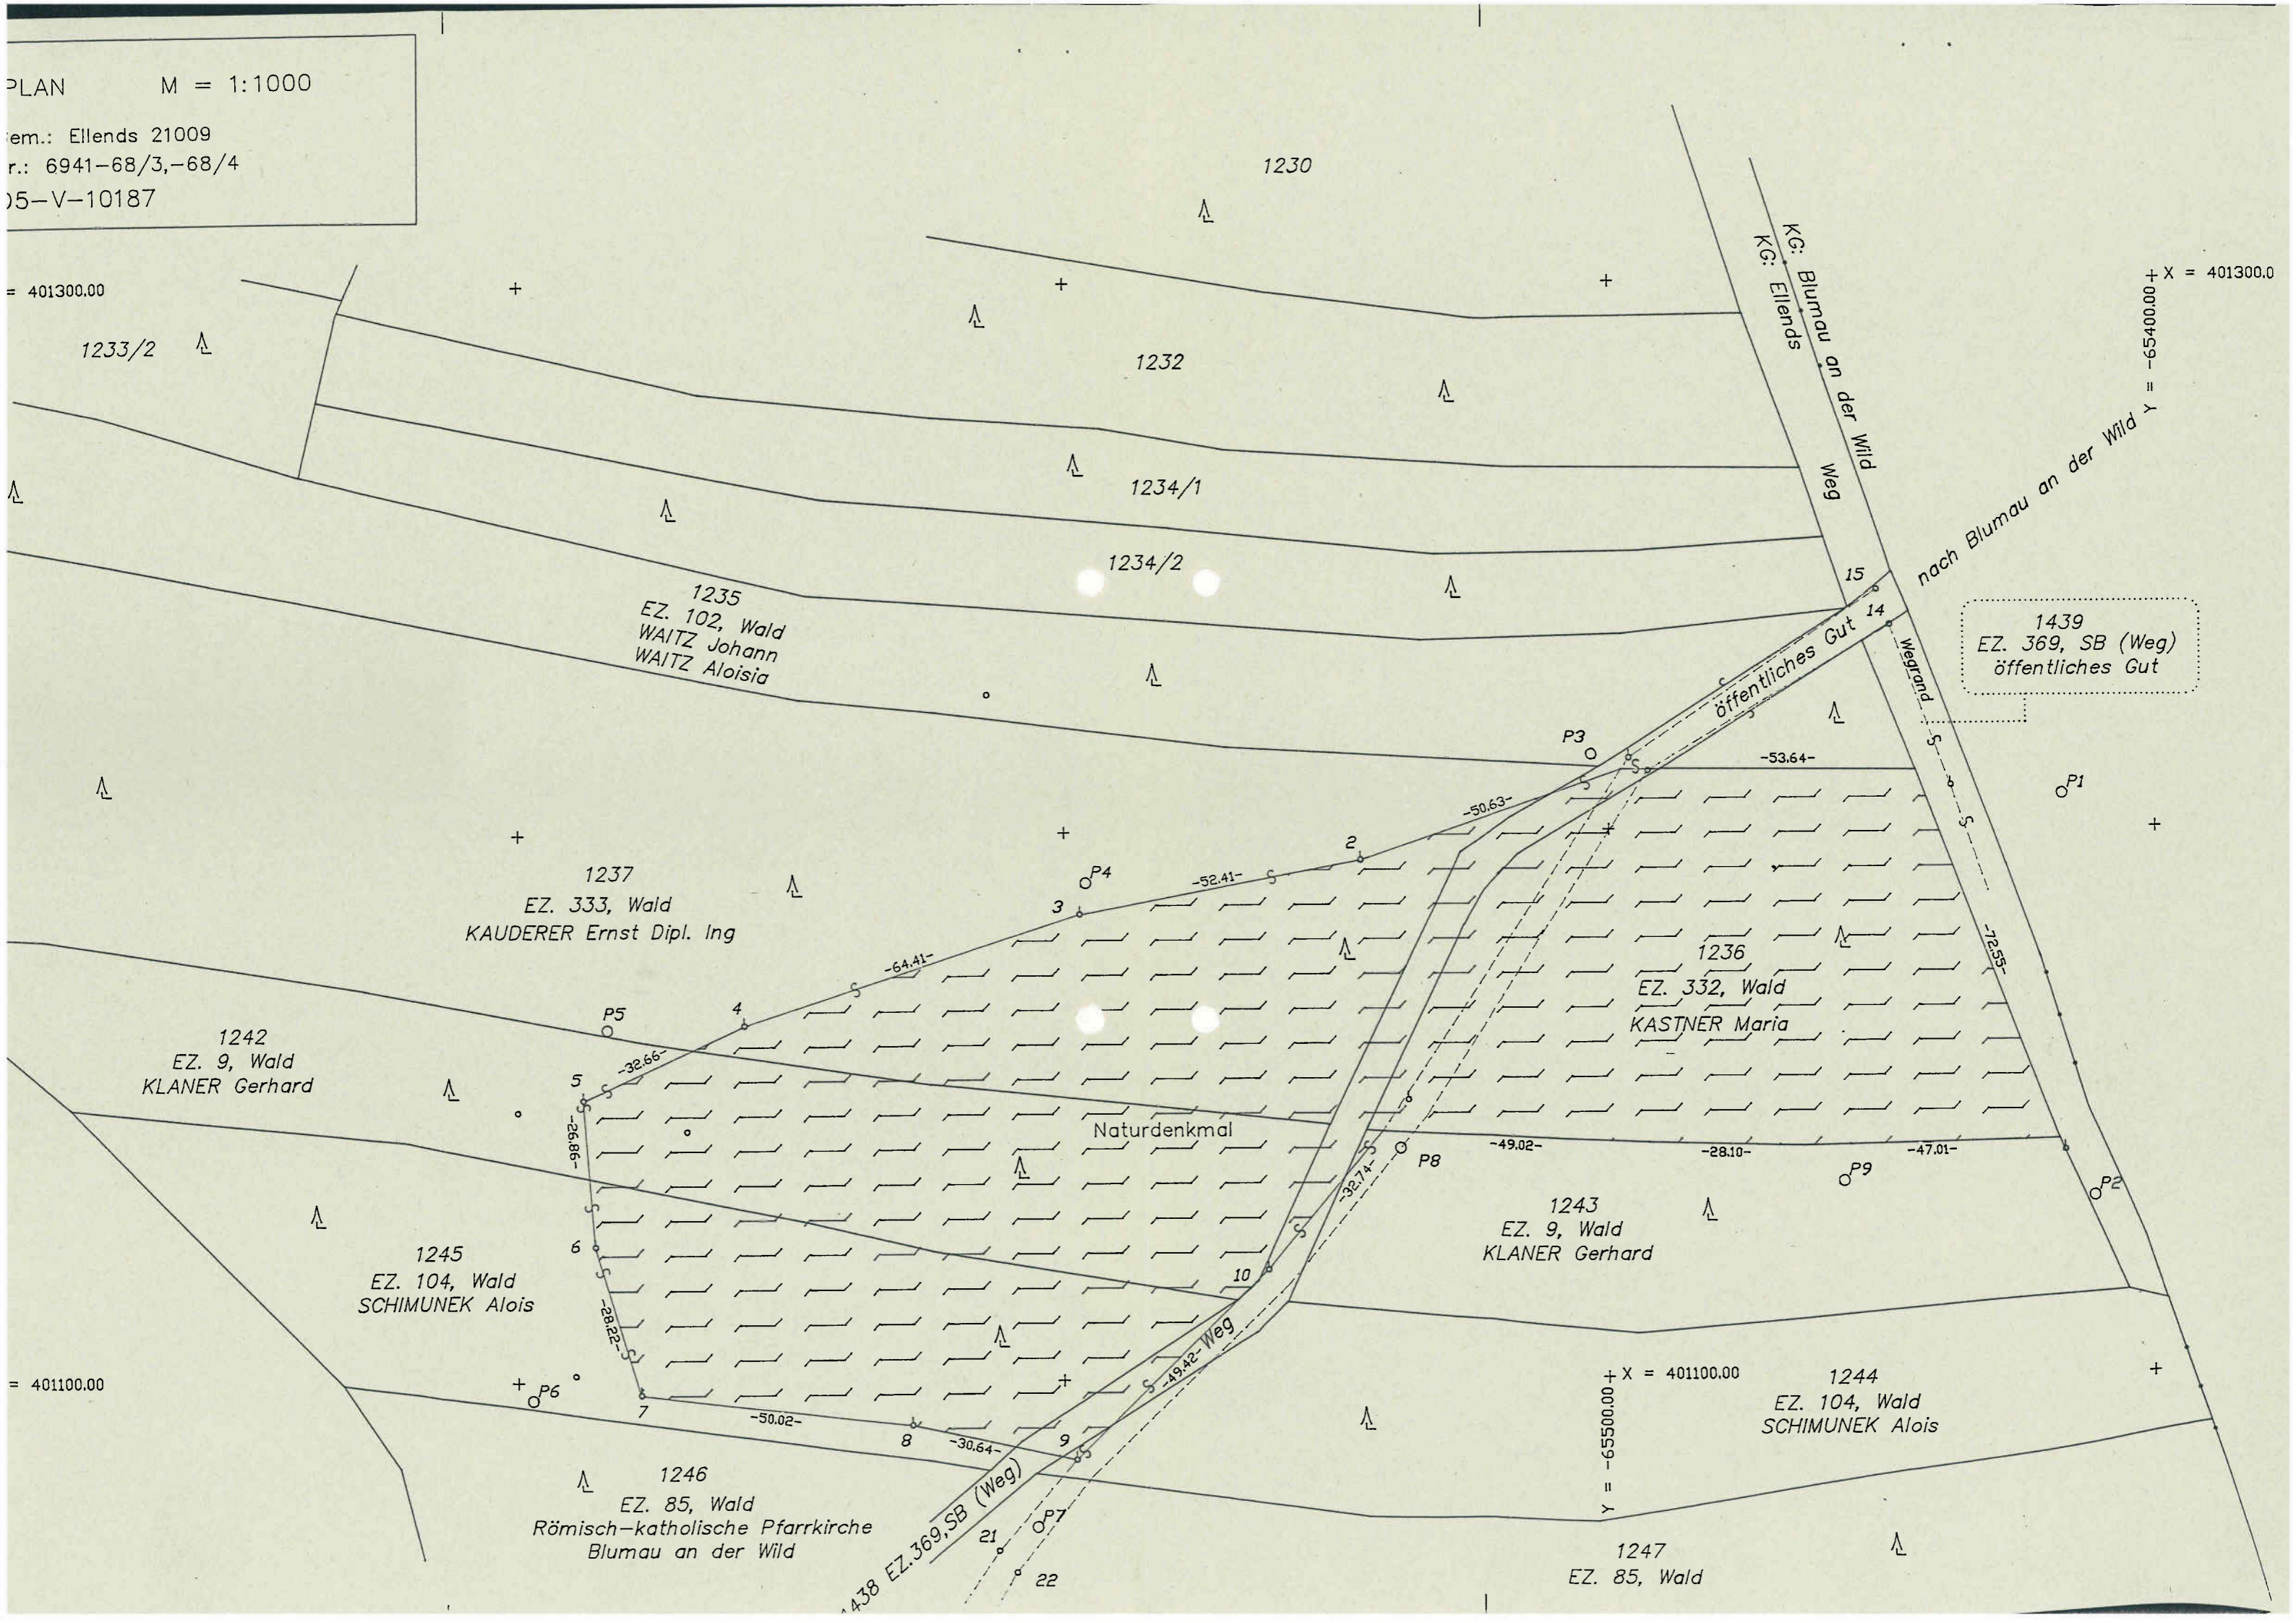 PLAN M = 1:1000
em.: Ellends 21009
r.: 6941-68/3,-68/4
05-V-10187
= 401300.00
1230
KG: Blumau an der Wild
KG: Ellends
X = 401300.0
Y = -65400.00
1233/2
1232
1234/1
Weg
1234/2
nach Blumau an der Wild
1235
EZ. 102, Wald
WAITZ Johann
WAITZ Aloisia
15
14
öffentliches Gut
Wegrand
1439
EZ. 369, SB (Weg)
öffentliches Gut
P3
-53.64-
P1
-50.63-
2
1237
EZ. 333, Wald
KAUDERER Ernst Dipl. Ing
P4
-52.41-
3
-64.41-
1236
EZ. 332, Wald
KASTNER Maria
-72.55-
4
P5
1242
EZ. 9, Wald
KLANER Gerhard
-32.66-
5
-26.86-
Naturdenkmal
-49.02-
-28.10-
-47.01-
P8
-32.74-
P9
P2
1243
EZ. 9, Wald
KLANER Gerhard
6
1245
EZ. 104, Wald
SCHIMUNEK Alois
10
-28.22-
Weg
-49.42-
= 401100.00
P6
7
-50.02-
X = 401100.00
Y = -65500.00
1244
EZ. 104, Wald
SCHIMUNEK Alois
8
-30.64-
9
1246
EZ. 85, Wald
Römisch-katholische Pfarrkirche
Blumau an der Wild
1438 EZ.369,SB (Weg)
P7
21
22
1247
EZ. 85, Wald